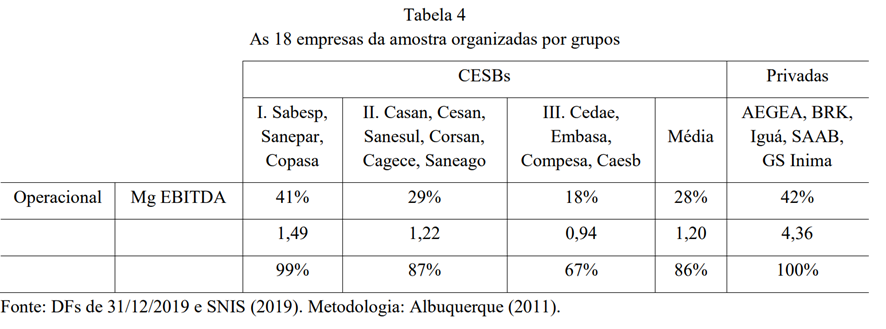 Tabela 4
As 18 empresas da amostra organizadas por grupos
CESBs Privadas
I. Sabesp, Sanepar, Copasa II. Casan, Cesan, Sanesul, Corsan, Cagece, Saneago III. Cedae, Embasa, Compesa, Caesb Média AEGEA, BRK, Iguá, SAAB, GS Inima
Operacional Mg EBITDA 41% 29% 18% 28% 42%
1,49 1,22 0,94 1,20 4,36
99% 87% 67% 86% 100%
Fonte: DFs de 31/12/2019 e SNIS (2019). Metodologia: Albuquerque (2011).